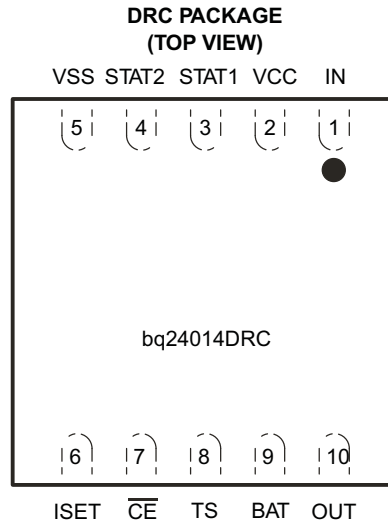 DRC PACKAGE
(TOP VIEW)
VSS STAT2 STAT1 VCC IN
5 4 3 2 1
bq24014DRC
6 7 8 9 10
ISET C̅E̅ TS BAT OUT